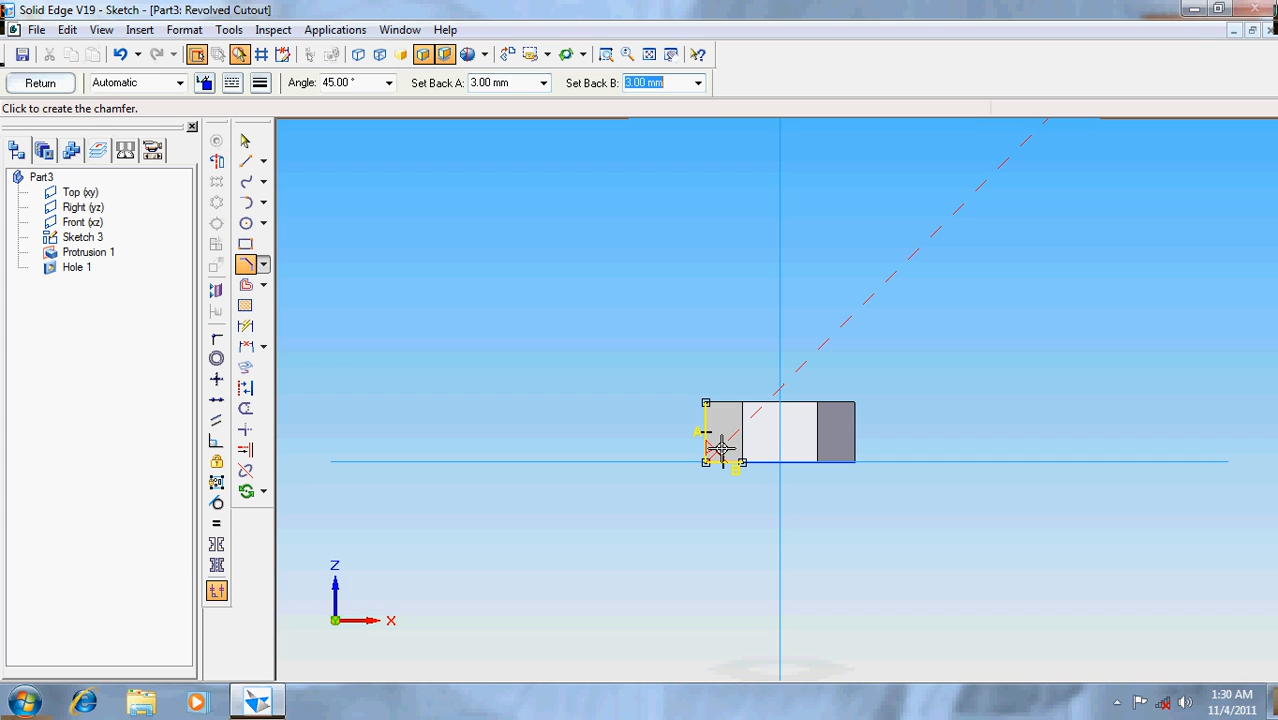 Solid Edge V19 - Sketch - [Part3: Revolved Cutout]
File Edit View Insert Format Tools Inspect Applications Window Help
Return Automatic Angle: 45.00 ° Set Back A: 3.00 mm Set Back B: 3.00 mm
Click to create the chamfer.
Part3
Top (xy)
Right (yz)
Front (xz)
Sketch 3
Protrusion 1
Hole 1
A
B
Z
X
1:30 AM
11/4/2011